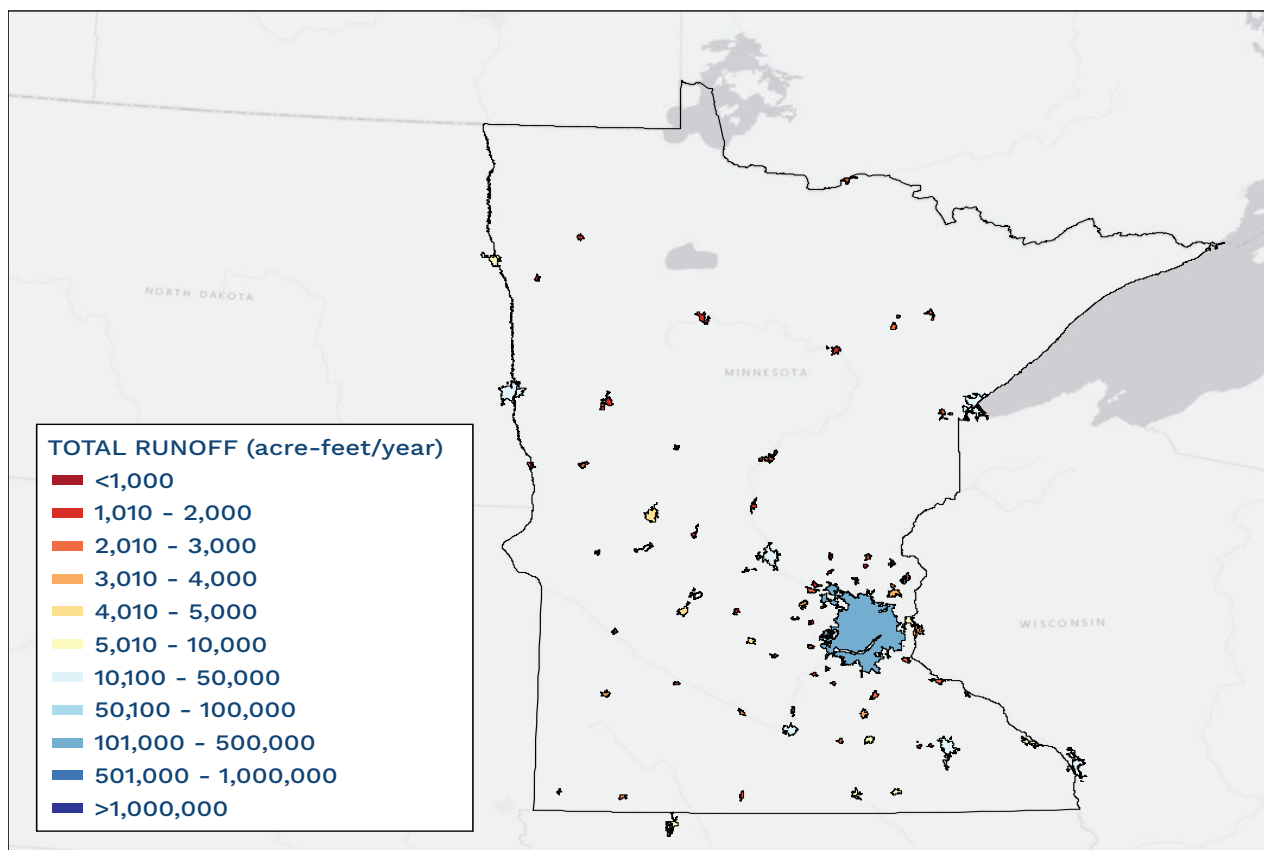 NORTH DAKOTA
MINNESOTA
WISCONSIN
TOTAL RUNOFF (acre-feet/year)
<1,000
1,010 - 2,000
2,010 - 3,000
3,010 - 4,000
4,010 - 5,000
5,010 - 10,000
10,100 - 50,000
50,100 - 100,000
101,000 - 500,000
501,000 - 1,000,000
>1,000,000